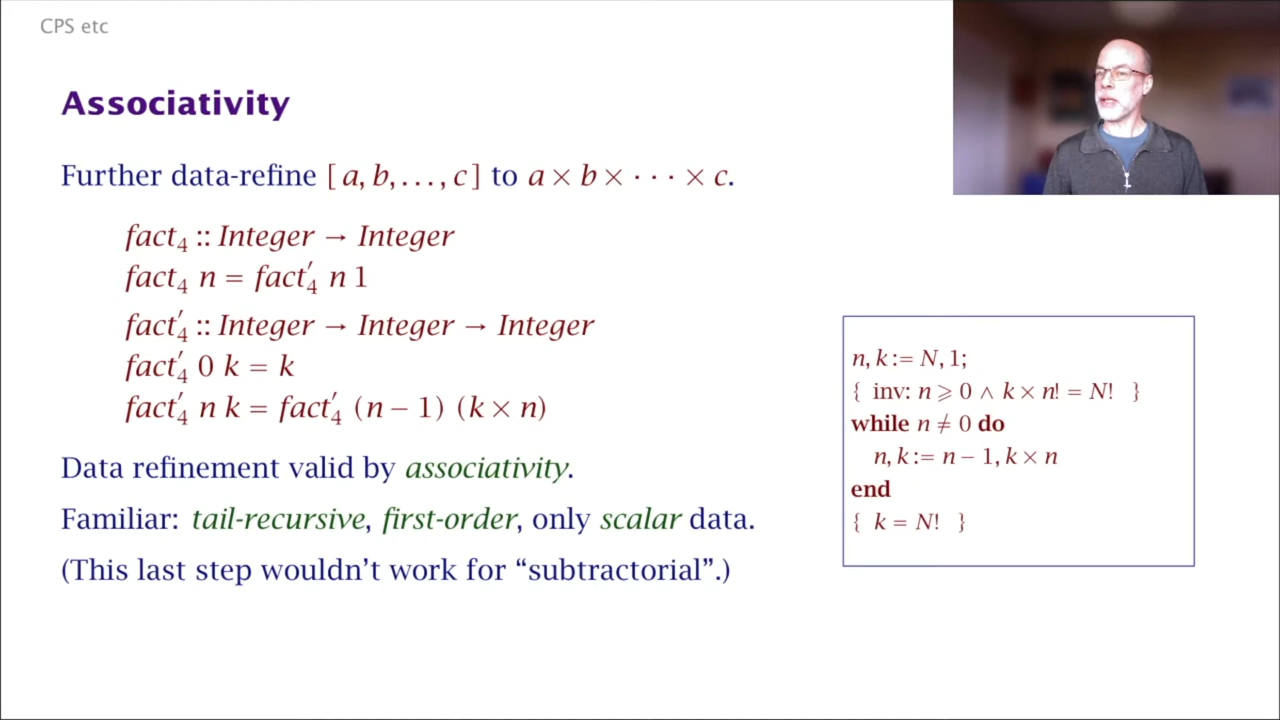 CPS etc
Associativity
Further data-refine [ a, b, . . . , c ] to a × b × · · · × c.
fact₄ :: Integer → Integer
fact₄ n = fact′₄ n 1
fact′₄ :: Integer → Integer → Integer
fact′₄ 0 k = k
fact′₄ n k = fact′₄ (n − 1) (k × n)
Data refinement valid by associativity.
Familiar: tail-recursive, first-order, only scalar data.
(This last step wouldn’t work for “subtractorial”.)
n, k := N, 1;
{ inv: n ⩾ 0 ∧ k × n! = N! }
while n ≠ 0 do
n, k := n − 1, k × n
end
{ k = N! }